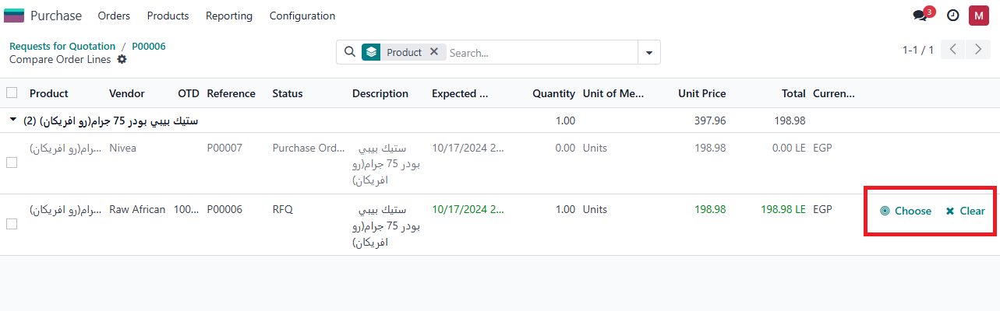 Purchase Orders Products Reporting Configuration 3 M
Requests for Quotation / P00006
Compare Order Lines
Product Search...
1-1 / 1
Product Vendor OTD Reference Status Description Expected ... Quantity Unit of Me... Unit Price Total Curren...
ستيك بيبي بودر 75 جرام(رو افريكان) (2) 1.00 397.96 198.98
...رام(رو افريكان) Nivea P00007 Purchase Ord... ستيك بيبي 10/17/2024 2... 0.00 Units 198.98 0.00 LE EGP
بودر 75 جرام(رو
افريكان)
...رام(رو افريكان) Raw African 100... P00006 RFQ ستيك بيبي 10/17/2024 2... 1.00 Units 198.98 198.98 LE EGP Choose Clear
بودر 75 جرام(رو
افريكان)